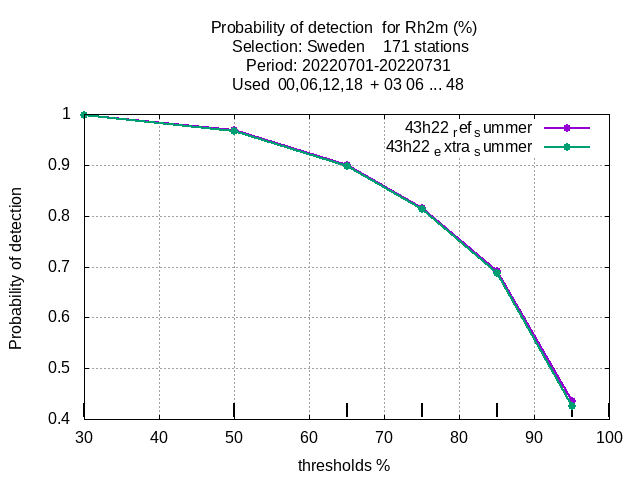 Probability of detection for Rh2m (%)
Selection: Sweden 171 stations
Period: 20220701-20220731
Used 00,06,12,18 + 03 06 ... 48
43h22 ref summer
43h22 extra summer
1
0.9
0.8
0.7
0.6
0.5
0.4
Probability of detection
30 40 50 60 70 80 90 100
thresholds %